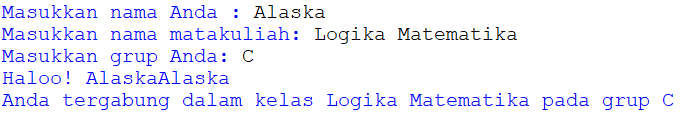 Masukkan nama Anda : Alaska
Masukkan nama matakuliah: Logika Matematika
Masukkan grup Anda: C
Haloo! AlaskaAlaska
Anda tergabung dalam kelas Logika Matematika pada grup C